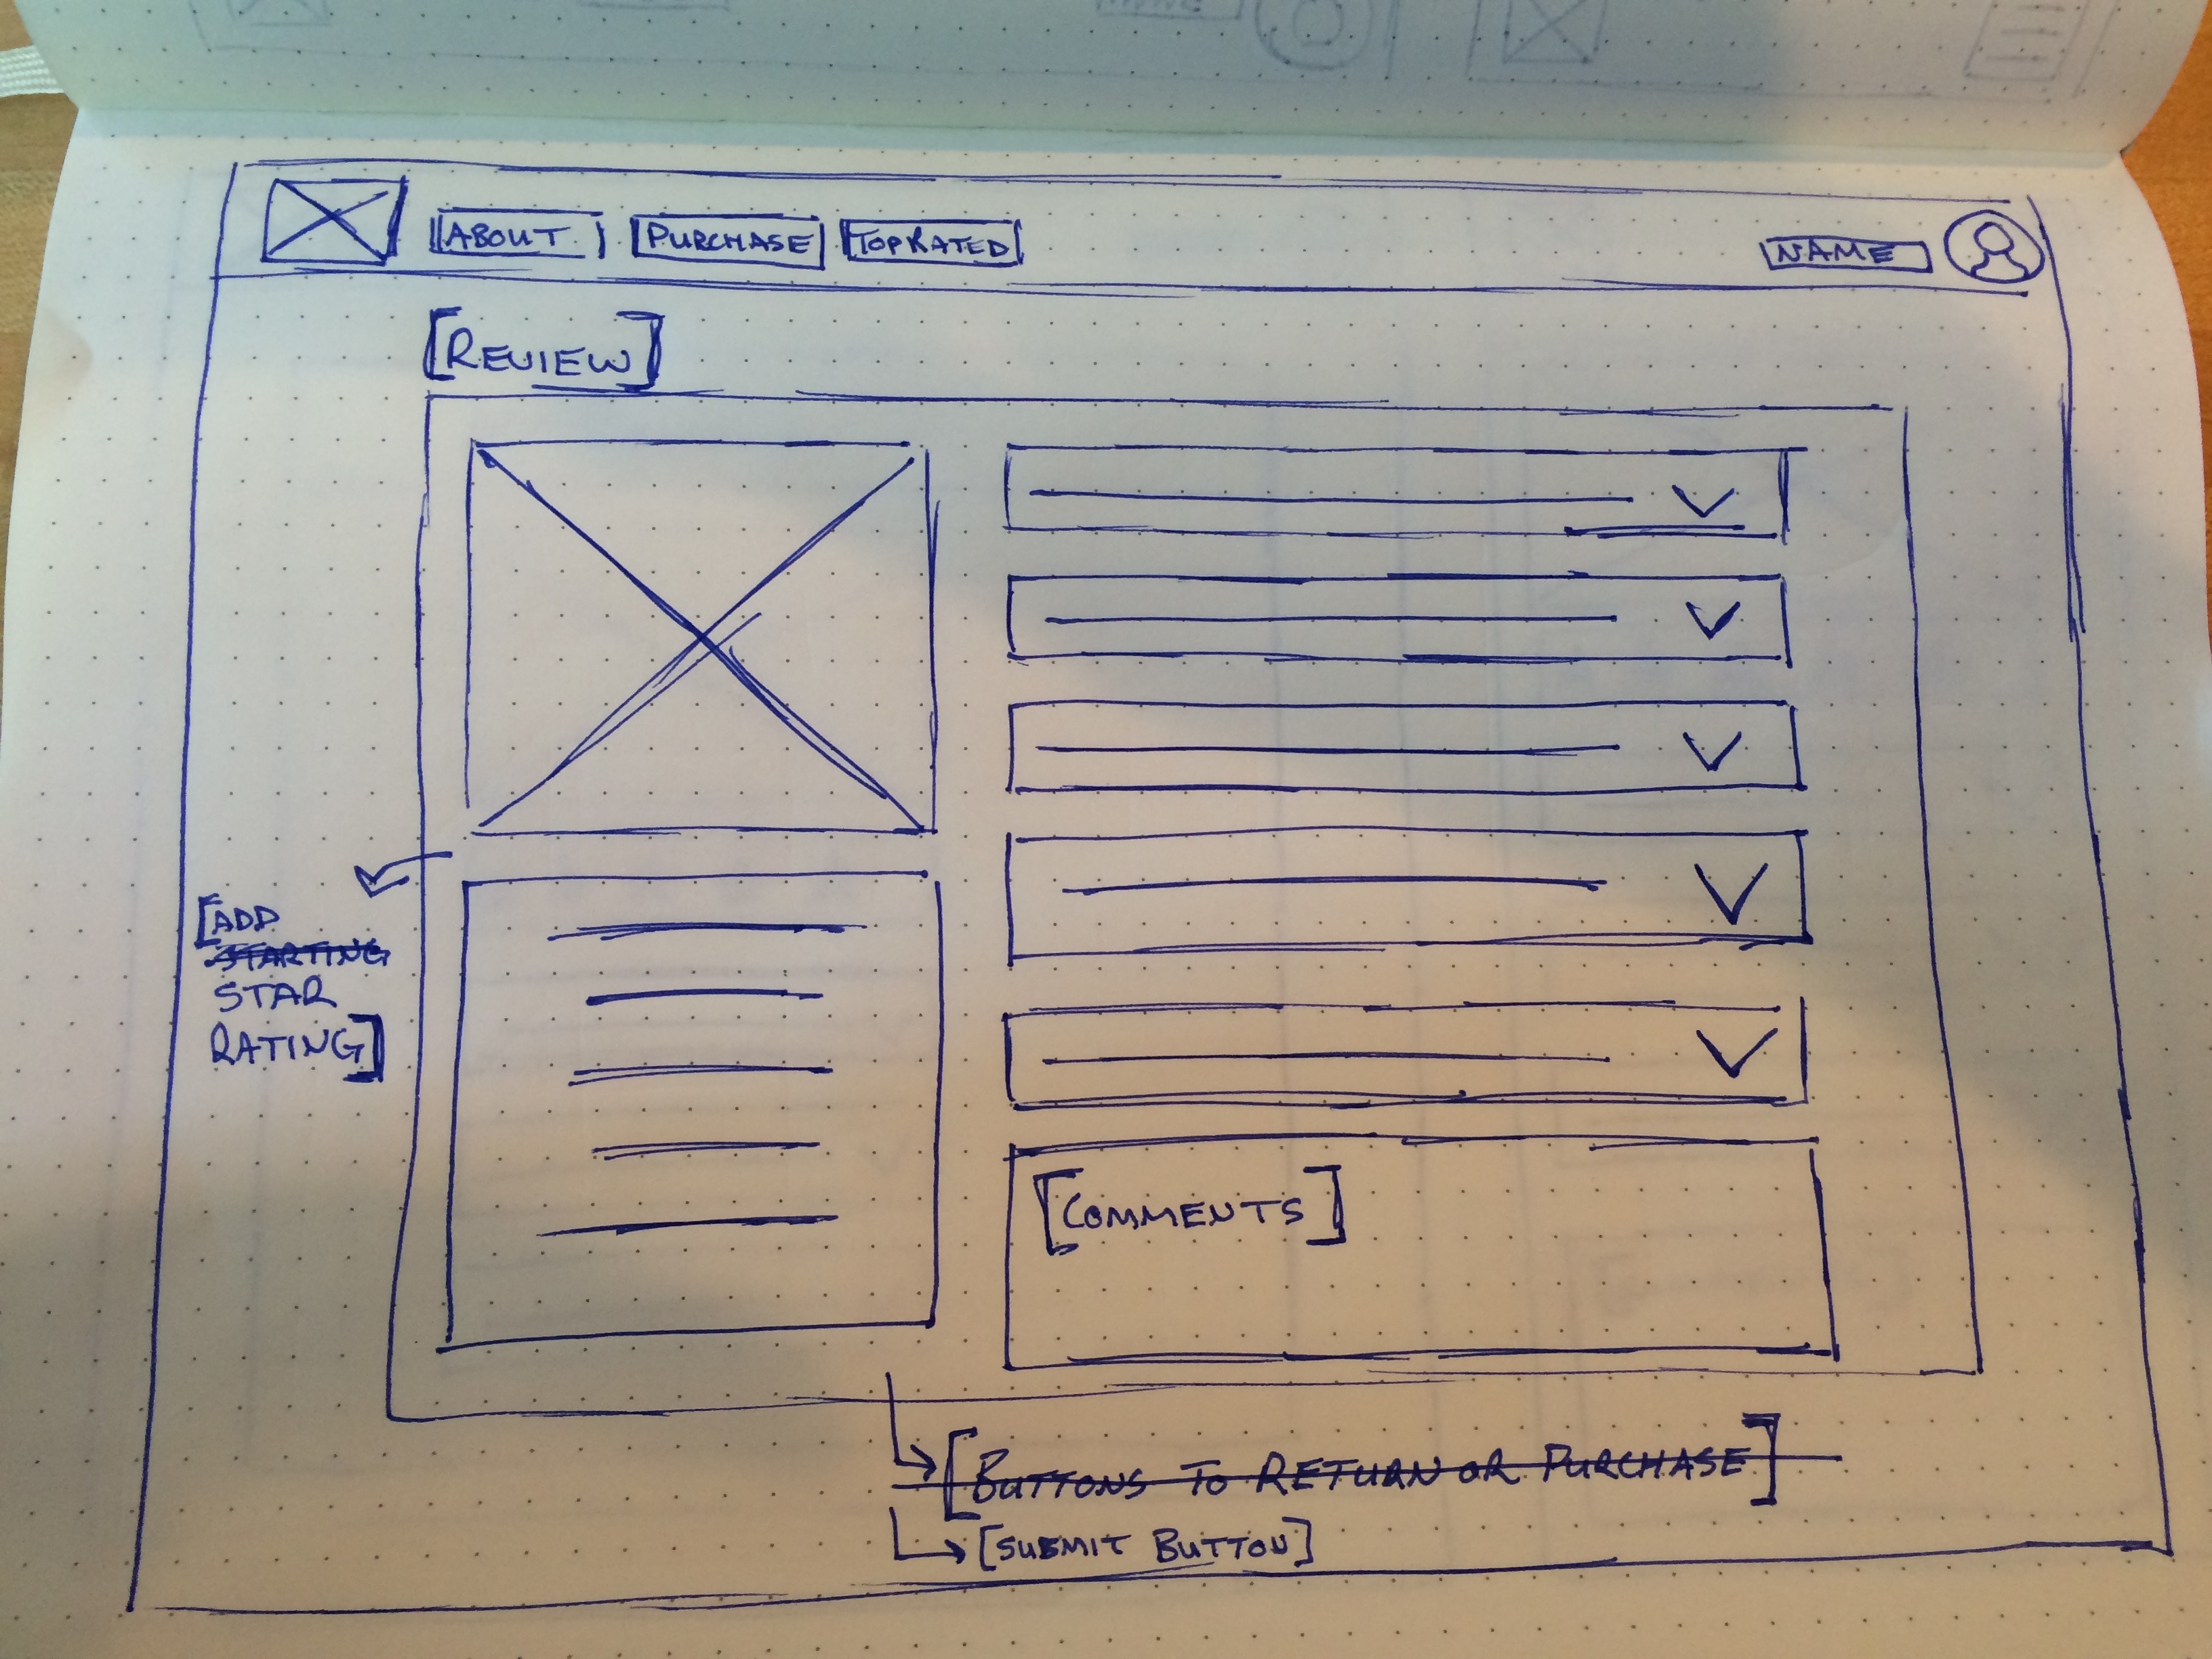 ABOUT PURCHASE TOP RATED NAME
[REVIEW]
[ADD
STARTING
STAR
RATING]
[COMMENTS]
[BUTTONS TO RETURN OR PURCHASE]
[SUBMIT BUTTON]